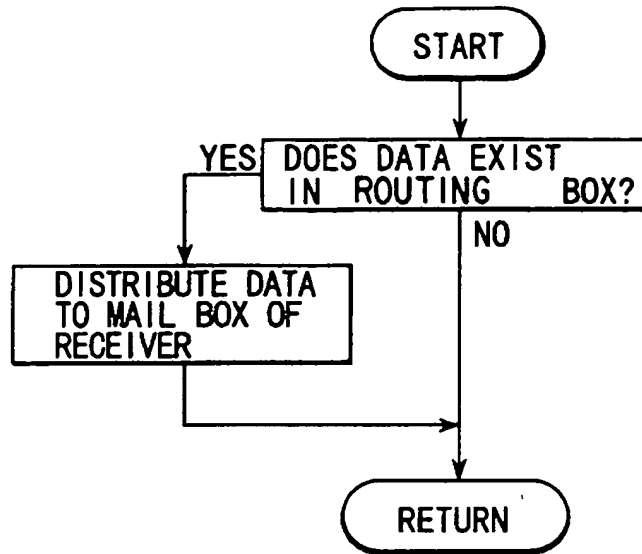 START
YES
DOES DATA EXIST
IN ROUTING BOX?
NO
DISTRIBUTE DATA
TO MAIL BOX OF
RECEIVER
RETURN